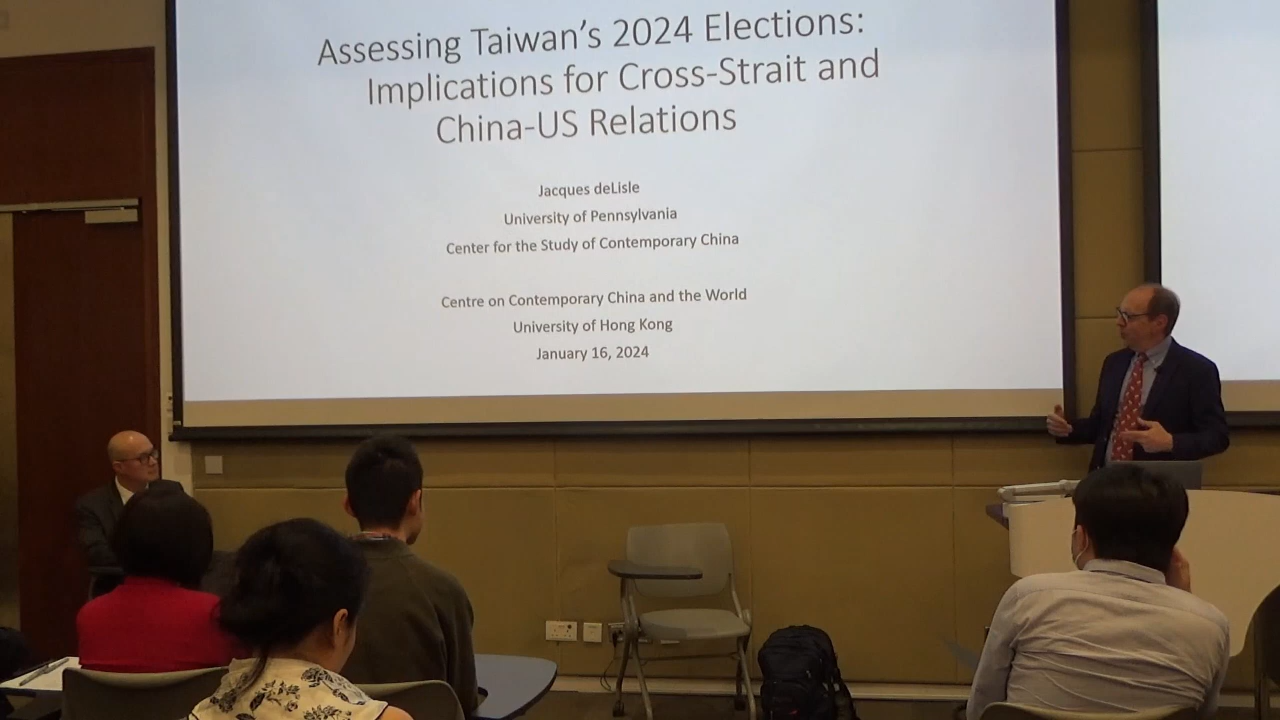 Assessing Taiwan's 2024 Elections:
Implications for Cross-Strait and
China-US Relations
Jacques deLisle
University of Pennsylvania
Center for the Study of Contemporary China
Centre on Contemporary China and the World
University of Hong Kong
January 16, 2024